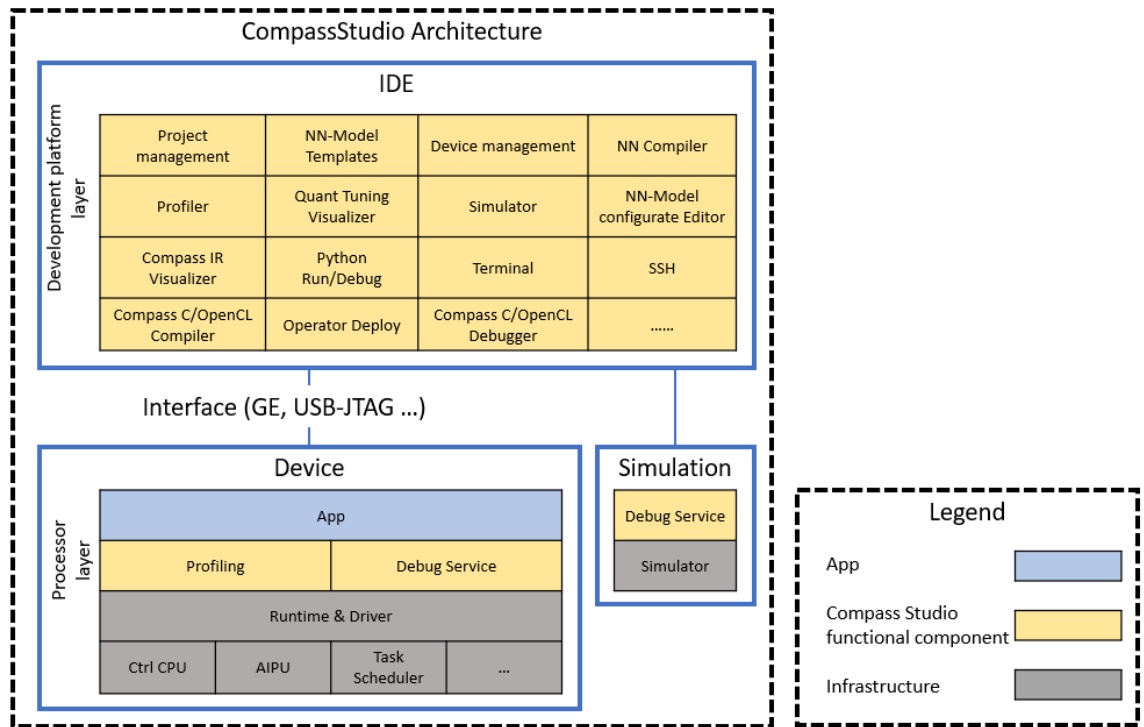 CompassStudio Architecture
IDE
Development platform
layer
Project
management
NN-Model
Templates
Device management
NN Compiler
Profiler
Quant Tuning
Visualizer
Simulator
NN-Model
configurate Editor
Compass IR
Visualizer
Python
Run/Debug
Terminal
SSH
Compass C/OpenCL
Compiler
Operator Deploy
Compass C/OpenCL
Debugger
......
Interface (GE, USB-JTAG ...)
Device
Processor
layer
App
Profiling
Debug Service
Runtime & Driver
Ctrl CPU
AIPU
Task
Scheduler
...
Simulation
Debug Service
Simulator
Legend
App
Compass Studio
functional component
Infrastructure